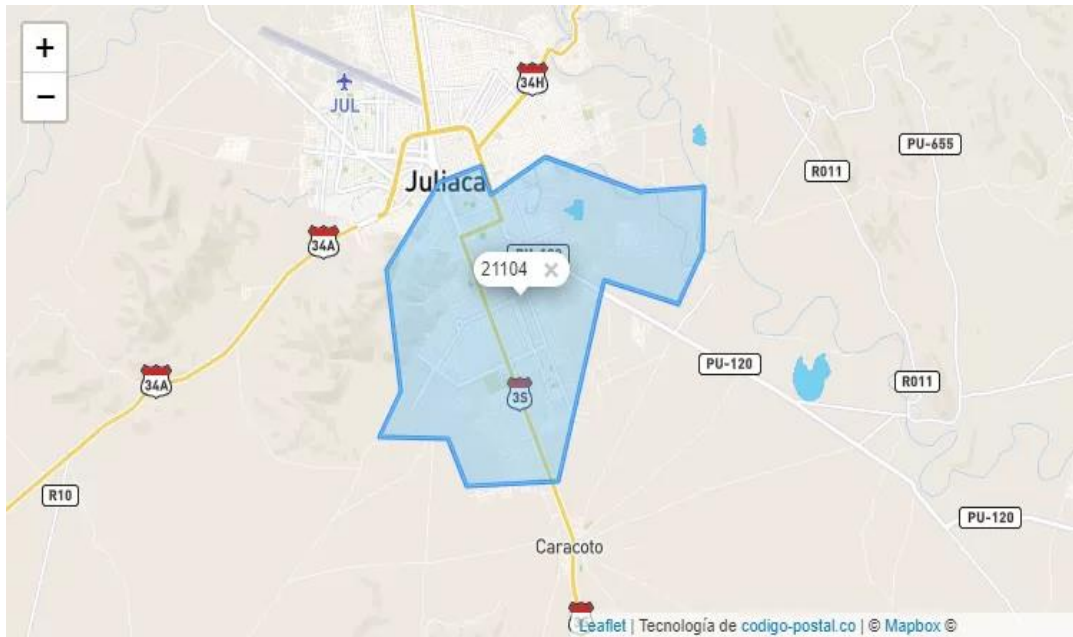 +
−
34H
JUL
PU-655
R011
Juliaca
34A
21104 ×
PU-120
34A
R011
3S
R10
PU-120
Caracoto
Leaflet | Tecnología de codigo-postal.co | © Mapbox ©